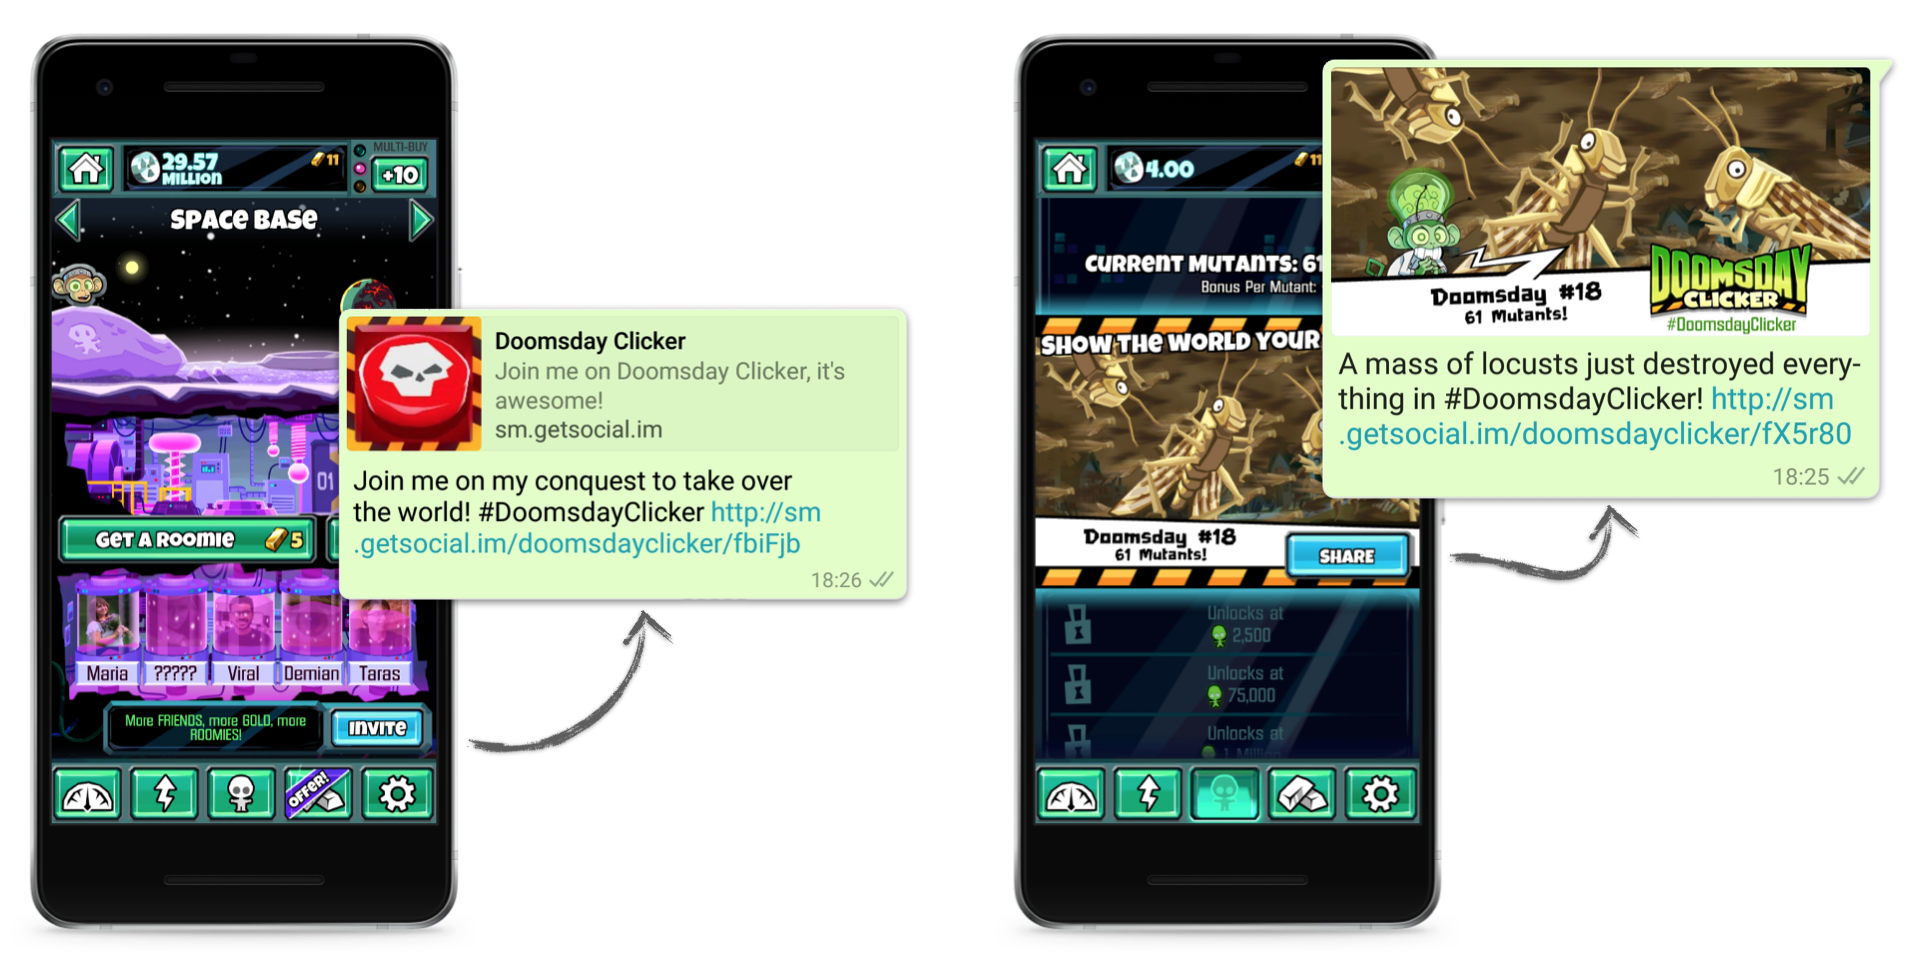 29.57
MILLION
11
MULTI-BUY
+10
SPACE BASE
01
GET A ROOMIE
5
Maria
?????
Viral
Demian
Taras
More FRIENDS, more GOLD, more
ROOMIES!
INVITE
OFFER!
Doomsday Clicker
Join me on Doomsday Clicker, it's
awesome!
sm.getsocial.im
Join me on my conquest to take over
the world! #DoomsdayClicker http://sm
.getsocial.im/doomsdayclicker/fbiFjb
18:26
4.00
11
CURRENT MUTANTS: 61
Bonus Per Mutant:
SHOW THE WORLD YOUR
Doomsday #18
61 Mutants!
SHARE
Unlocks at
2,500
Unlocks at
75,000
Unlocks at
1 Million
Doomsday #18
61 Mutants!
DOOMSDAY
CLICKER
#DoomsdayClicker
A mass of locusts just destroyed every-
thing in #DoomsdayClicker! http://sm
.getsocial.im/doomsdayclicker/fX5r80
18:25